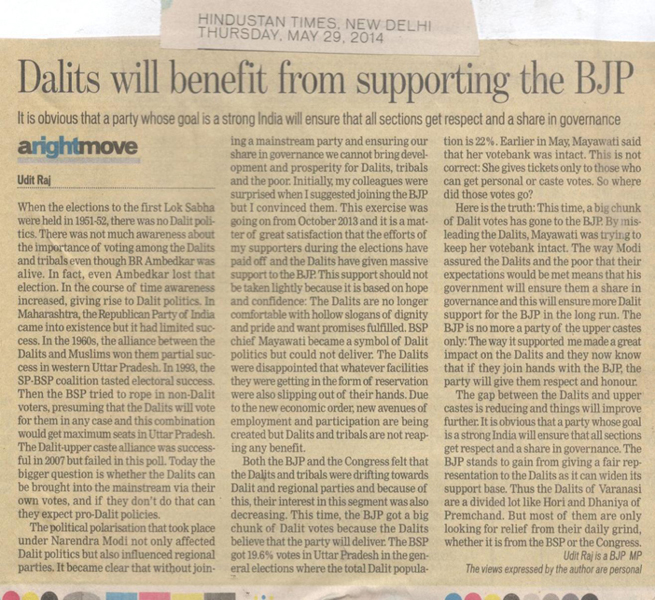 HINDUSTAN TIMES, NEW DELHI
THURSDAY, MAY 29, 2014
Dalits will benefit from supporting the BJP
It is obvious that a party whose goal is a strong India will ensure that all sections get respect and a share in governance
arightmove
Udit Raj
When the elections to the first Lok Sabha
were held in 1951-52, there was no Dalit poli-
tics. There was not much awareness about
the importance of voting among the Dalits
and tribals even though BR Ambedkar was
alive. In fact, even Ambedkar lost that
election. In the course of time awareness
increased, giving rise to Dalit politics. In
Maharashtra, the Republican Party of India
came into existence but it had limited suc-
cess. In the 1960s, the alliance between the
Dalits and Muslims won them partial suc-
cess in western Uttar Pradesh. In 1993, the
SP-BSP coalition tasted electoral success.
Then the BSP tried to rope in non-Dalit
voters, presuming that the Dalits will vote
for them in any case and this combination
would get maximum seats in Uttar Pradesh.
The Dalit-upper caste alliance was success-
ful in 2007 but failed in this poll. Today the
bigger question is whether the Dalits can
be brought into the mainstream via their
own votes, and if they don't do that can
they expect pro-Dalit policies.
The political polarisation that took place
under Narendra Modi not only affected
Dalit politics but also influenced regional
parties. It became clear that without join-
ing a mainstream party and ensuring our
share in governance we cannot bring devel-
opment and prosperity for Dalits, tribals
and the poor. Initially, my colleagues were
surprised when I suggested joining the BJP
but I convinced them. This exercise was
going on from October 2013 and it is a mat-
ter of great satisfaction that the efforts of
my supporters during the elections have
paid off and the Dalits have given massive
support to the BJP. This support should not
be taken lightly because it is based on hope
and confidence: The Dalits are no longer
comfortable with hollow slogans of dignity
and pride and want promises fulfilled. BSP
chief Mayawati became a symbol of Dalit
politics but could not deliver. The Dalits
were disappointed that whatever facilities
they were getting in the form of reservation
were also slipping out of their hands. Due
to the new economic order, new avenues of
employment and participation are being
created but Dalits and tribals are not reap-
ing any benefit.
Both the BJP and the Congress felt that
the Dalits and tribals were drifting towards
Dalit and regional parties and because of
this, their interest in this segment was also
decreasing. This time, the BJP got a big
chunk of Dalit votes because the Dalits
believe that the party will deliver. The BSP
got 19.6% votes in Uttar Pradesh in the gen-
eral elections where the total Dalit popula-
tion is 22%. Earlier in May, Mayawati said
that her votebank was intact. This is not
correct: She gives tickets only to those who
can get personal or caste votes. So where
did those votes go?
Here is the truth: This time, a big chunk
of Dalit votes has gone to the BJP. By mis-
leading the Dalits, Mayawati was trying to
keep her votebank intact. The way Modi
assured the Dalits and the poor that their
expectations would be met means that his
government will ensure them a share in
governance and this will ensure more Dalit
support for the BJP in the long run. The
BJP is no more a party of the upper castes
only: The way it supported me made a great
impact on the Dalits and they now know
that if they join hands with the BJP, the
party will give them respect and honour.
The gap between the Dalits and upper
castes is reducing and things will improve
further. It is obvious that a party whose goal
is a strong India will ensure that all sections
get respect and a share in governance. The
BJP stands to gain from giving a fair rep-
resentation to the Dalits as it can widen its
support base. Thus the Dalits of Varanasi
are a divided lot like Hori and Dhaniya of
Premchand. But most of them are only
looking for relief from their daily grind,
whether it is from the BSP or the Congress.
Udit Raj is a BJP MP
The views expressed by the author are personal